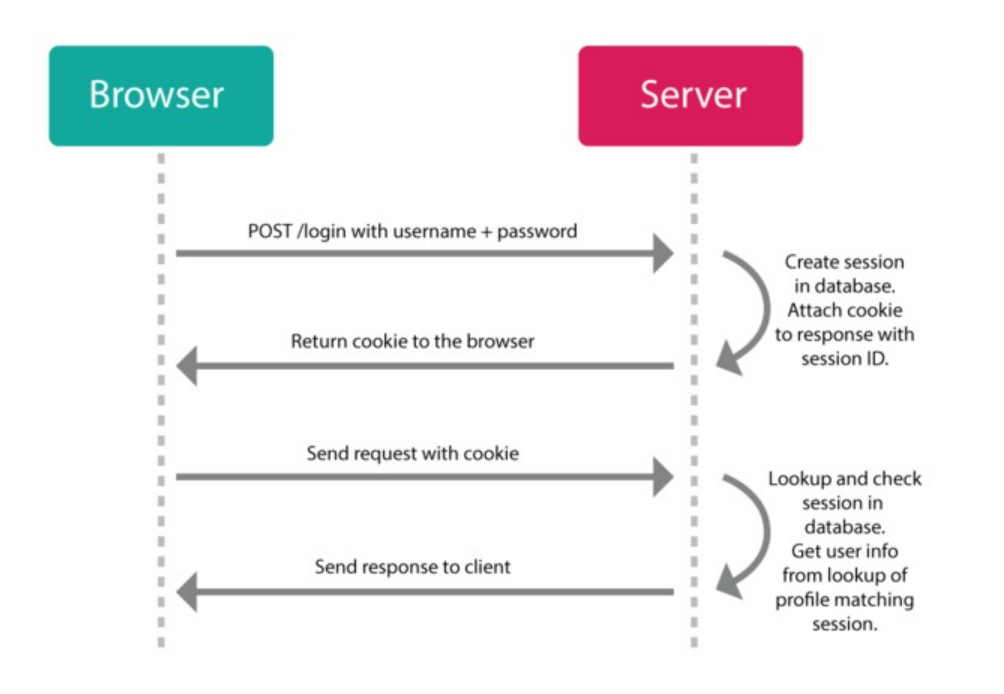 Browser
Server
POST /login with username + password
Create session
in database.
Attach cookie
to response with
session ID.
Return cookie to the browser
Send request with cookie
Lookup and check
session in
database.
Get user info
from lookup of
profile matching
session.
Send response to client